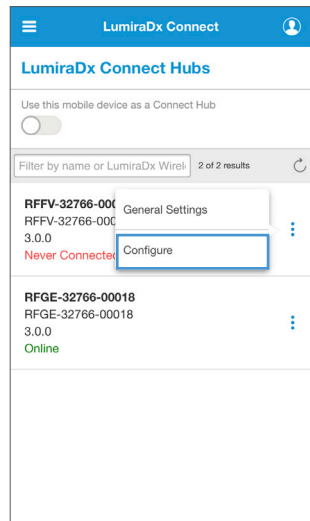 LumiraDx Connect
LumiraDx Connect Hubs
Use this mobile device as a Connect Hub
Filter by name or LumiraDx Wirel 2 of 2 results
RFFV-32766-000
RFFV-32766-000
3.0.0
Never Connected
General Settings
Configure
RFGE-32766-00018
RFGE-32766-00018
3.0.0
Online